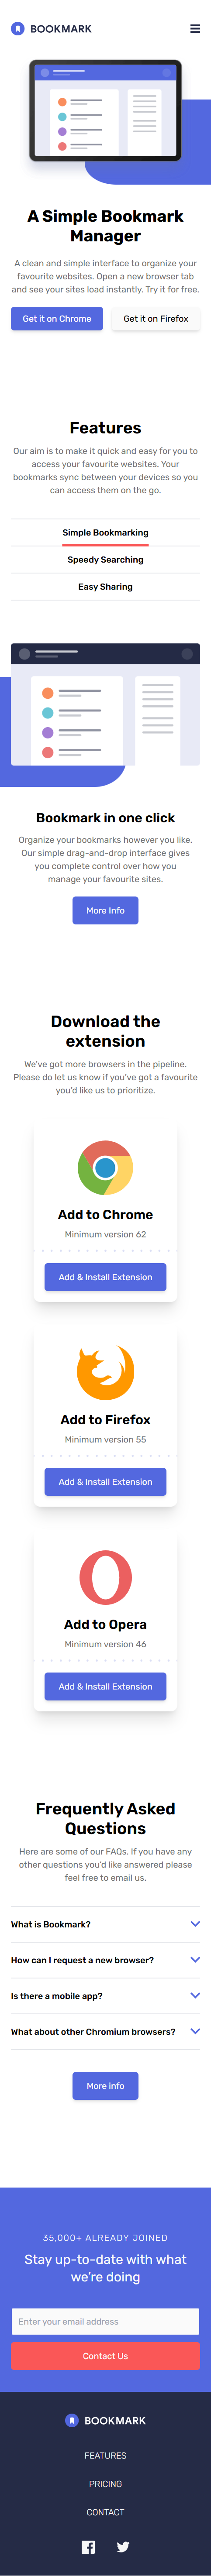 BOOKMARK
A Simple Bookmark
Manager
A clean and simple interface to organize your
favourite websites. Open a new browser tab
and see your sites load instantly. Try it for free.
Get it on Chrome
Get it on Firefox
Features
Our aim is to make it quick and easy for you to
access your favourite websites. Your
bookmarks sync between your devices so you
can access them on the go.
Simple Bookmarking
Speedy Searching
Easy Sharing
Bookmark in one click
Organize your bookmarks however you like.
Our simple drag-and-drop interface gives
you complete control over how you
manage your favourite sites.
More Info
Download the
extension
We've got more browsers in the pipeline.
Please do let us know if you've got a favourite
you'd like us to prioritize.
Add to Chrome
Minimum version 62
Add & Install Extension
Add to Firefox
Minimum version 55
Add & Install Extension
Add to Opera
Minimum version 46
Add & Install Extension
Frequently Asked
Questions
Here are some of our FAQs. If you have any
other questions you'd like answered please
feel free to email us.
What is Bookmark?
How can I request a new browser?
Is there a mobile app?
What about other Chromium browsers?
More info
35,000+ ALREADY JOINED
Stay up-to-date with what
we're doing
Enter your email address
Contact Us
BOOKMARK
FEATURES
PRICING
CONTACT